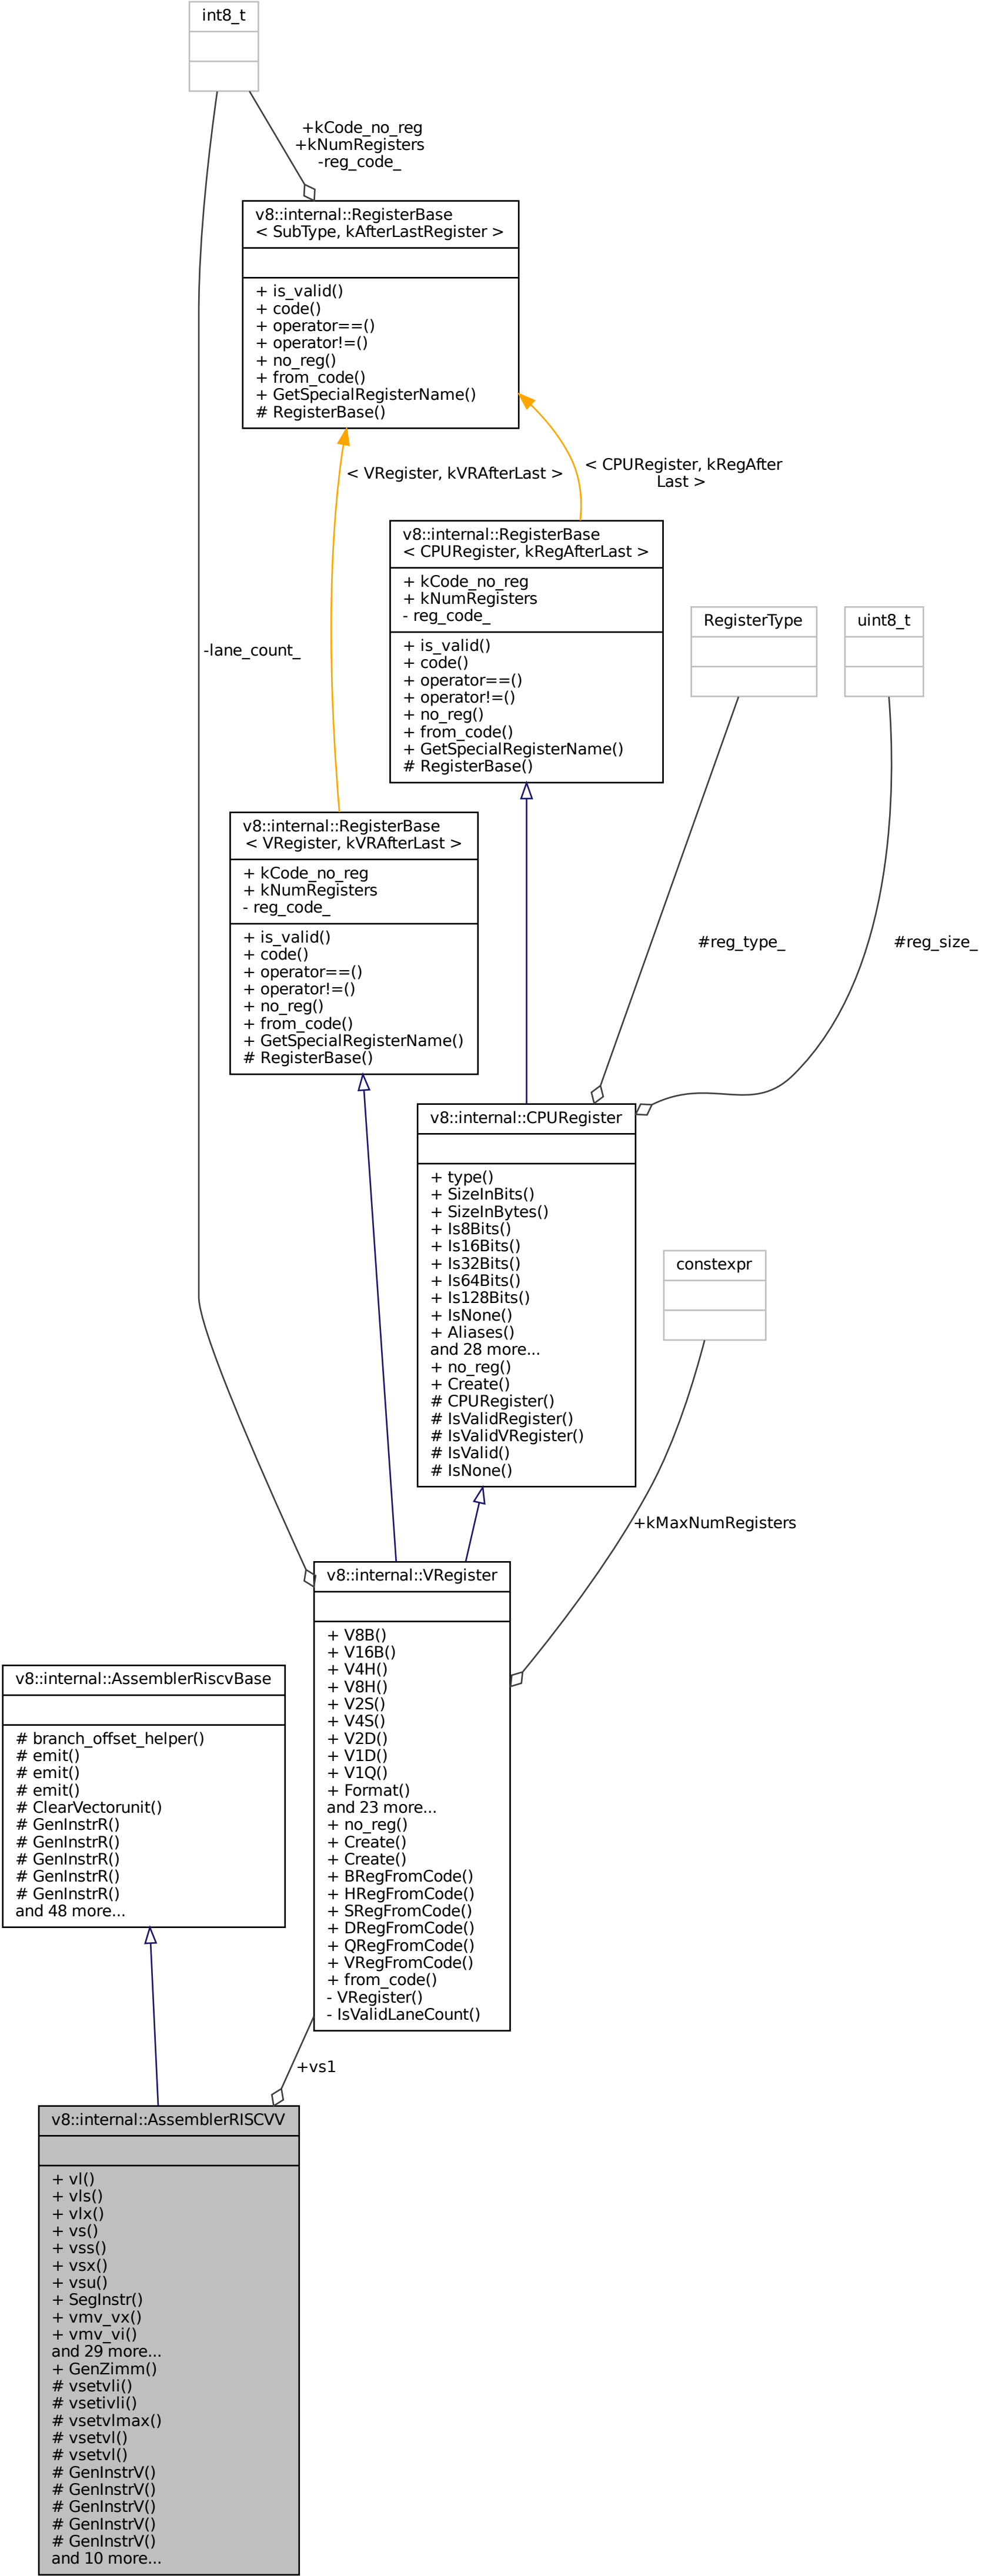 int8_t
+kCode_no_reg
+kNumRegisters
-reg_code_
v8::internal::RegisterBase
< SubType, kAfterLastRegister >
+ is_valid()
+ code()
+ operator==()
+ operator!=()
+ no_reg()
+ from_code()
+ GetSpecialRegisterName()
# RegisterBase()
< VRegister, kVRAfterLast >
< CPURegister, kRegAfter
Last >
v8::internal::RegisterBase
< CPURegister, kRegAfterLast >
+ kCode_no_reg
+ kNumRegisters
- reg_code_
+ is_valid()
+ code()
+ operator==()
+ operator!=()
+ no_reg()
+ from_code()
+ GetSpecialRegisterName()
# RegisterBase()
RegisterType
uint8_t
-lane_count_
v8::internal::RegisterBase
< VRegister, kVRAfterLast >
+ kCode_no_reg
+ kNumRegisters
- reg_code_
+ is_valid()
+ code()
+ operator==()
+ operator!=()
+ no_reg()
+ from_code()
+ GetSpecialRegisterName()
# RegisterBase()
#reg_type_
#reg_size_
v8::internal::CPURegister
+ type()
+ SizeInBits()
+ SizeInBytes()
+ Is8Bits()
+ Is16Bits()
+ Is32Bits()
+ Is64Bits()
+ Is128Bits()
+ IsNone()
+ Aliases()
and 28 more...
+ no_reg()
+ Create()
# CPURegister()
# IsValidRegister()
# IsValidVRegister()
# IsValid()
# IsNone()
constexpr
+kMaxNumRegisters
v8::internal::VRegister
+ V8B()
+ V16B()
+ V4H()
+ V8H()
+ V2S()
+ V4S()
+ V2D()
+ V1D()
+ V1Q()
+ Format()
and 23 more...
+ no_reg()
+ Create()
+ Create()
+ BRegFromCode()
+ HRegFromCode()
+ SRegFromCode()
+ DRegFromCode()
+ QRegFromCode()
+ VRegFromCode()
+ from_code()
- VRegister()
- IsValidLaneCount()
v8::internal::AssemblerRiscvBase
# branch_offset_helper()
# emit()
# emit()
# emit()
# ClearVectorunit()
# GenInstrR()
# GenInstrR()
# GenInstrR()
# GenInstrR()
# GenInstrR()
and 48 more...
+vs1
v8::internal::AssemblerRISCVV
+ vl()
+ vls()
+ vlx()
+ vs()
+ vss()
+ vsx()
+ vsu()
+ SegInstr()
+ vmv_vx()
+ vmv_vi()
and 29 more...
+ GenZimm()
# vsetvli()
# vsetivli()
# vsetvlmax()
# vsetvl()
# vsetvl()
# GenInstrV()
# GenInstrV()
# GenInstrV()
# GenInstrV()
# GenInstrV()
and 10 more...